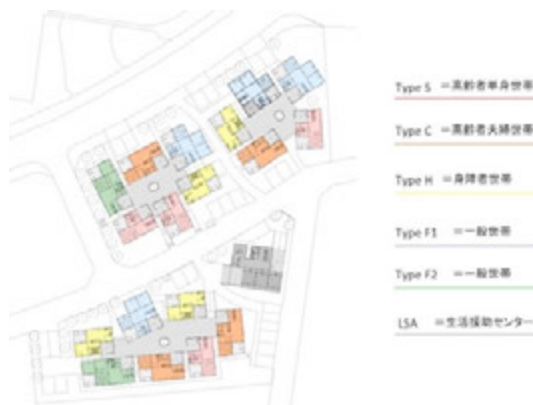 Type S =高齢者単身世帯
Type C =高齢者夫婦世帯
Type H =身障者世帯
Type F1 =一般世帯
Type F2 =一般世帯
LSA =生活援助センター